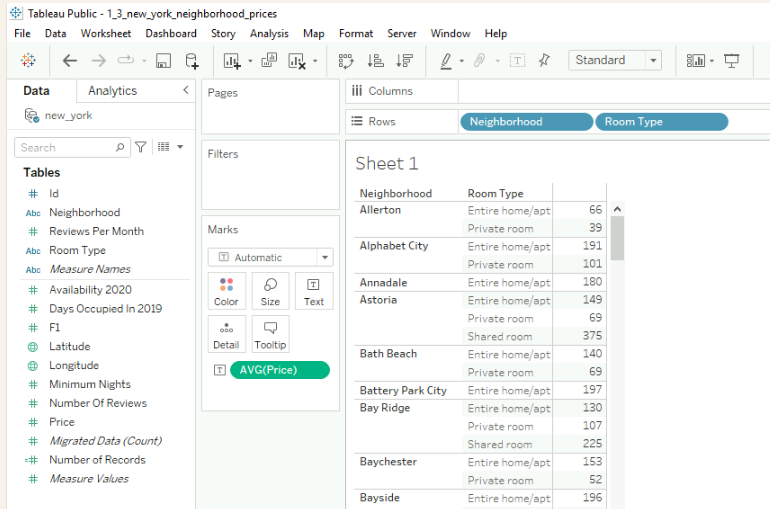 Tableau Public - 1_3_new_york_neighborhood_prices
File Data Worksheet Dashboard Story Analysis Map Format Server Window Help
Standard
Data Analytics
new_york
Search
Tables
Id
Abc Neighborhood
Reviews Per Month
Abc Room Type
Abc Measure Names
Availability 2020
Days Occupied In 2019
F1
Latitude
Longitude
Minimum Nights
Number Of Reviews
Price
Migrated Data (Count)
Number of Records
Measure Values
Pages
Filters
Marks
Automatic
Color Size Text
Detail Tooltip
AVG(Price)
Columns
Rows Neighborhood Room Type
Sheet 1
Neighborhood Room Type
Allerton Entire home/apt 66
Private room 39
Alphabet City Entire home/apt 191
Private room 101
Annadale Entire home/apt 180
Astoria Entire home/apt 149
Private room 69
Shared room 375
Bath Beach Entire home/apt 140
Private room 69
Battery Park City Entire home/apt 197
Bay Ridge Entire home/apt 130
Private room 107
Shared room 225
Baychester Entire home/apt 153
Private room 52
Bayside Entire home/apt 196